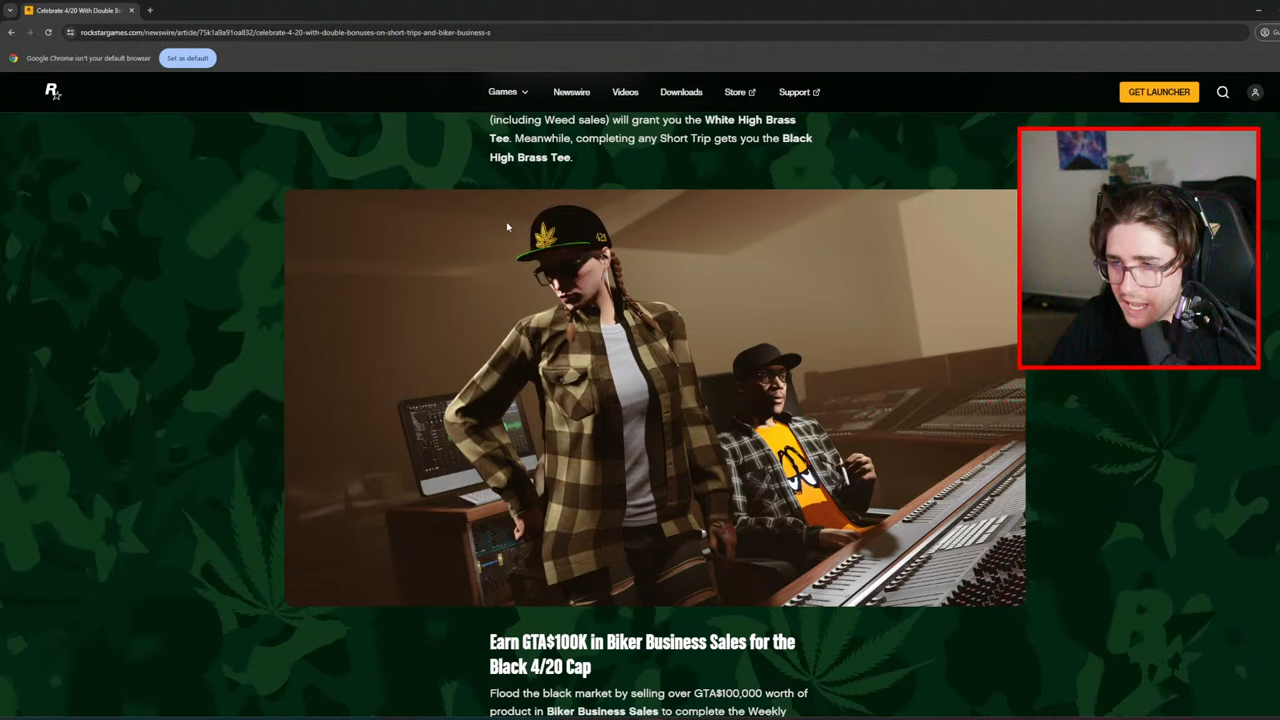 Celebrate 4/20 With Double Bo
rockstargames.com/newswire/article/75k1a9a91oa832/celebrate-4-20-with-double-bonuses-on-short-trips-and-biker-business-s
Google Chrome isn't your default browser
Set as default
R
Games
Newswire
Videos
Downloads
Store
Support
GET LAUNCHER
(including Weed sales) will grant you the White High Brass
Tee. Meanwhile, completing any Short Trip gets you the Black
High Brass Tee.
Earn GTA$100K in Biker Business Sales for the
Black 4/20 Cap
Flood the black market by selling over GTA$100,000 worth of
product in Biker Business Sales to complete the Weekly